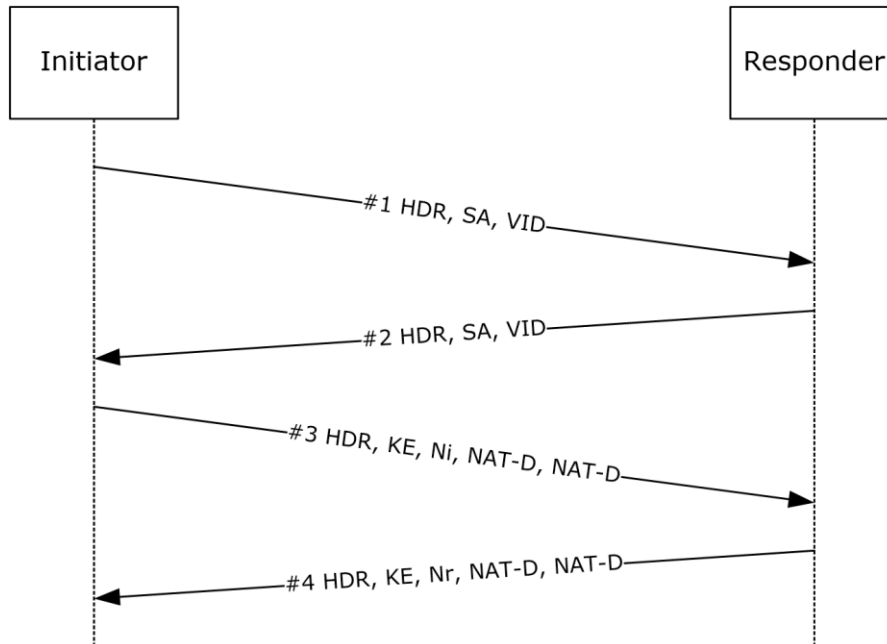 Initiator
Responder
#1 HDR, SA, VID
#2 HDR, SA, VID
#3 HDR, KE, Ni, NAT-D, NAT-D
#4 HDR, KE, Nr, NAT-D, NAT-D